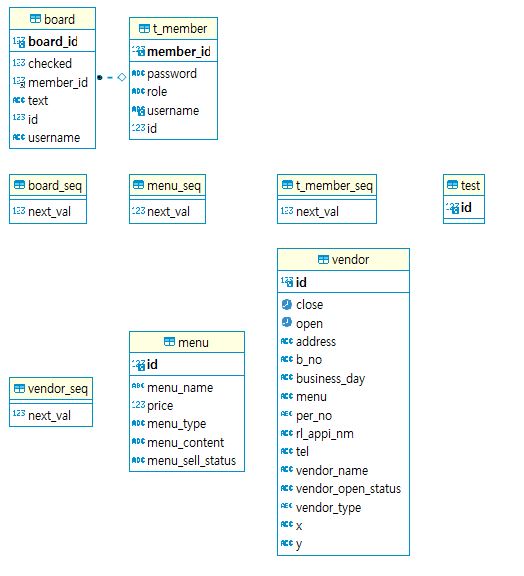 board
board_id
checked
member_id
text
id
username
t_member
member_id
password
role
username
id
board_seq
next_val
menu_seq
next_val
t_member_seq
next_val
test
id
vendor
id
close
open
address
b_no
business_day
menu
per_no
rl_appi_nm
tel
vendor_name
vendor_open_status
vendor_type
x
y
menu
id
menu_name
price
menu_type
menu_content
menu_sell_status
vendor_seq
next_val